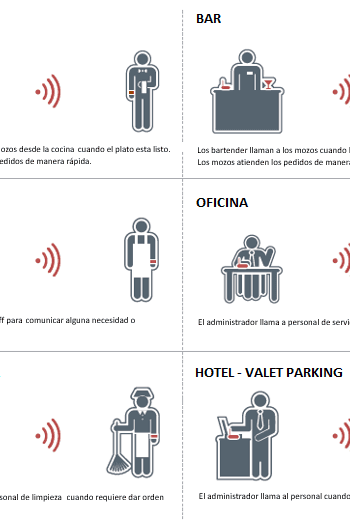 BAR
ozos desde la cocina cuando el plato esta listo.
edidos de manera rápida.
Los bartender llaman a los mozos cuando
Los mozos atienden los pedidos de maner
OFICINA
ff para comunicar alguna necesidad o
El administrador llama a personal de servi
HOTEL - VALET PARKING
sonal de limpieza cuando requiere dar orden
El administrador llama al personal cuando